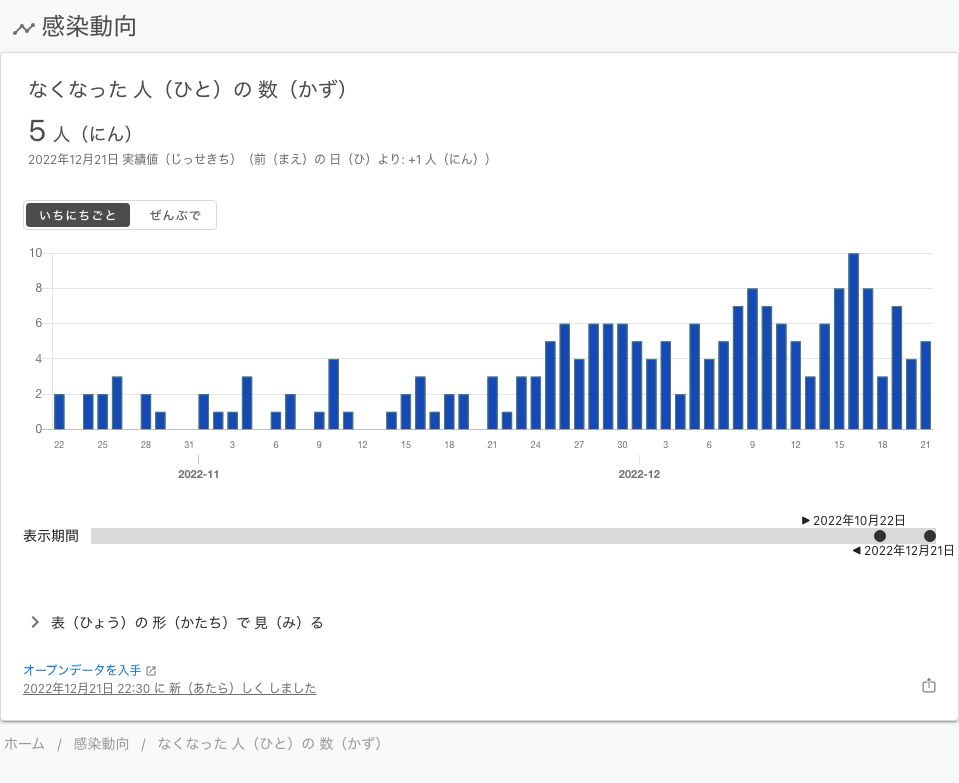 感染動向
なくなった 人（ひと）の 数（かず）
5 人（にん）
2022年12月21日 実績値（じっせきち）（前（まえ）の 日（ひ）より: +1 人（にん））
いちにちごと ぜんぶで
10
8
6
4
2
0
22 25 28 31 3 6 9 12 15 18 21 24 27 30 3 6 9 12 15 18 21
2022-11 2022-12
▶ 2022年10月22日
表示期間
◀ 2022年12月21日
表（ひょう）の 形（かたち）で 見（み）る
オープンデータを入手
2022年12月21日 22:30 に 新（あたら）しく しました
ホーム / 感染動向 / なくなった 人（ひと）の 数（かず）